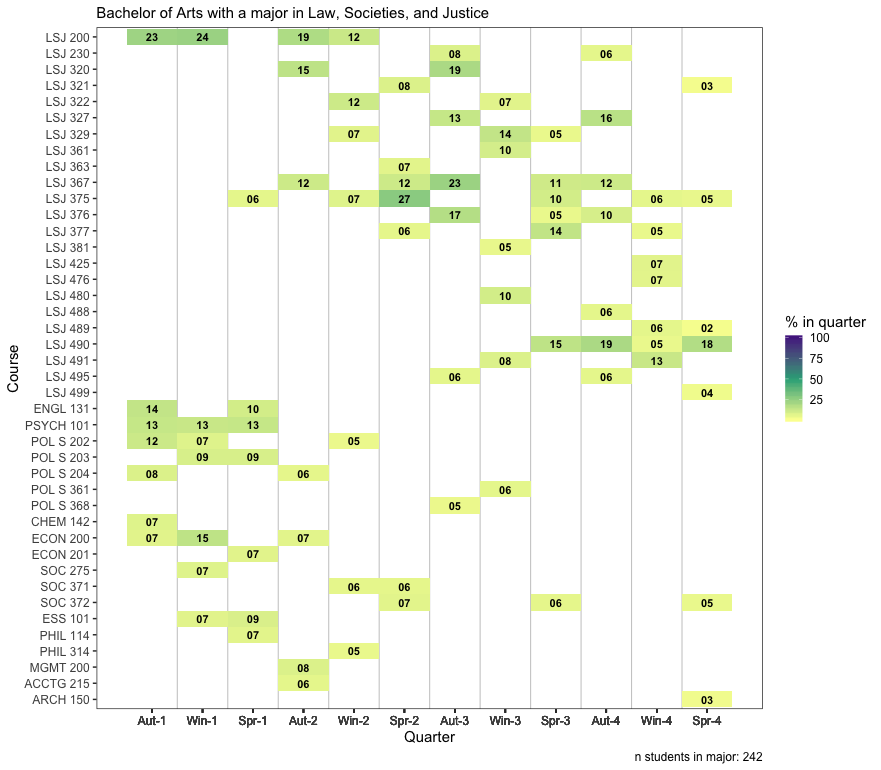 Bachelor of Arts with a major in Law, Societies, and Justice
LSJ 200 23 24 19 12
LSJ 230 08 06
LSJ 320 15 19
LSJ 321 08 03
LSJ 322 12 07
LSJ 327 13 16
LSJ 329 07 14 05
LSJ 361 10
LSJ 363 07
LSJ 367 12 12 23 11 12
LSJ 375 06 07 27 10 06 05
LSJ 376 17 05 10
LSJ 377 06 14 05
LSJ 381 05
LSJ 425 07
LSJ 476 07
LSJ 480 10
LSJ 488 06
LSJ 489 06 02
LSJ 490 15 19 05 18
LSJ 491 08 13
LSJ 495 06 06
LSJ 499 04
ENGL 131 14 10
PSYCH 101 13 13 13
POL S 202 12 07 05
POL S 203 09 09
POL S 204 08 06
POL S 361 06
POL S 368 05
CHEM 142 07
ECON 200 07 15 07
ECON 201 07
SOC 275 07
SOC 371 06 06
SOC 372 07 06 05
ESS 101 07 09
PHIL 114 07
PHIL 314 05
MGMT 200 08
ACCTG 215 06
ARCH 150 03
Aut-1 Win-1 Spr-1 Aut-2 Win-2 Spr-2 Aut-3 Win-3 Spr-3 Aut-4 Win-4 Spr-4
Quarter
Course
% in quarter
100
75
50
25
n students in major: 242